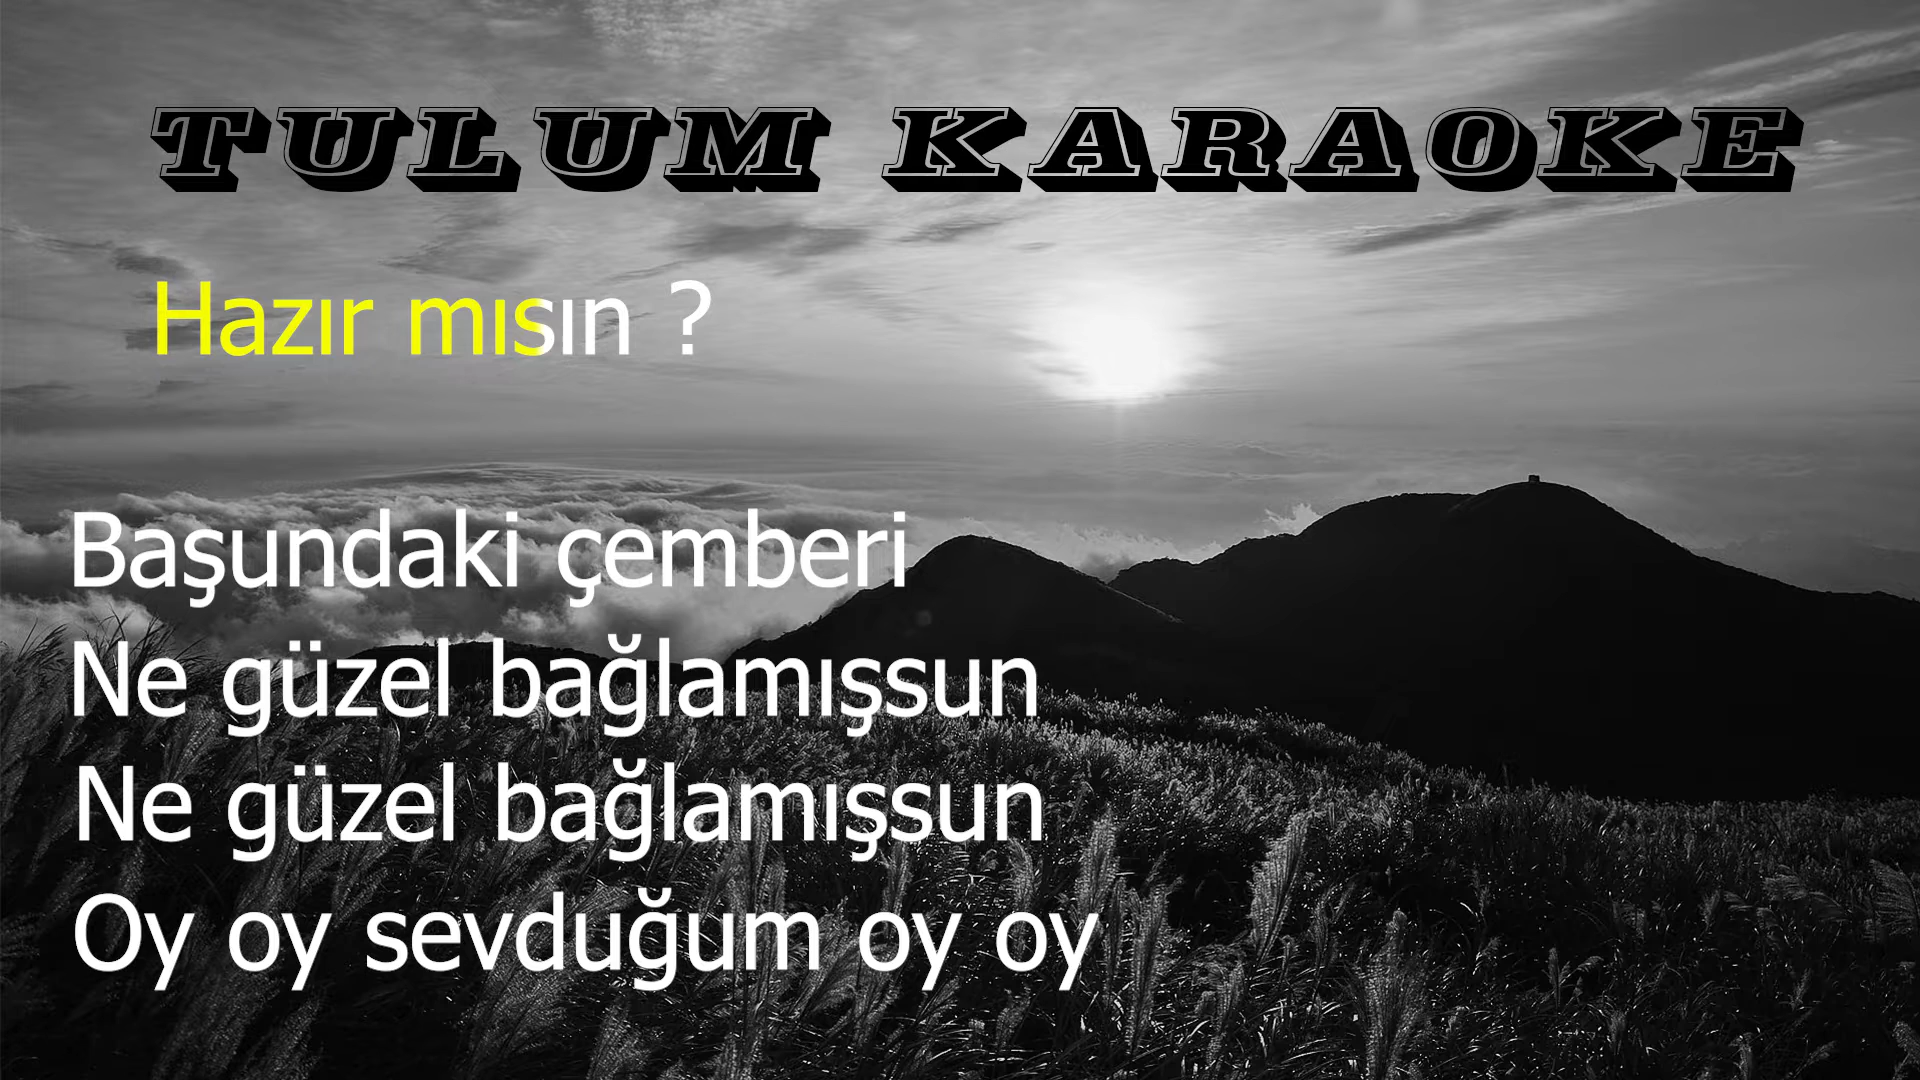 TULUM KARAOKE
Hazır mısın ?
Başundaki çemberi
Ne güzel bağlamışsun
Ne güzel bağlamışsun
Oy oy sevduğum oy oy